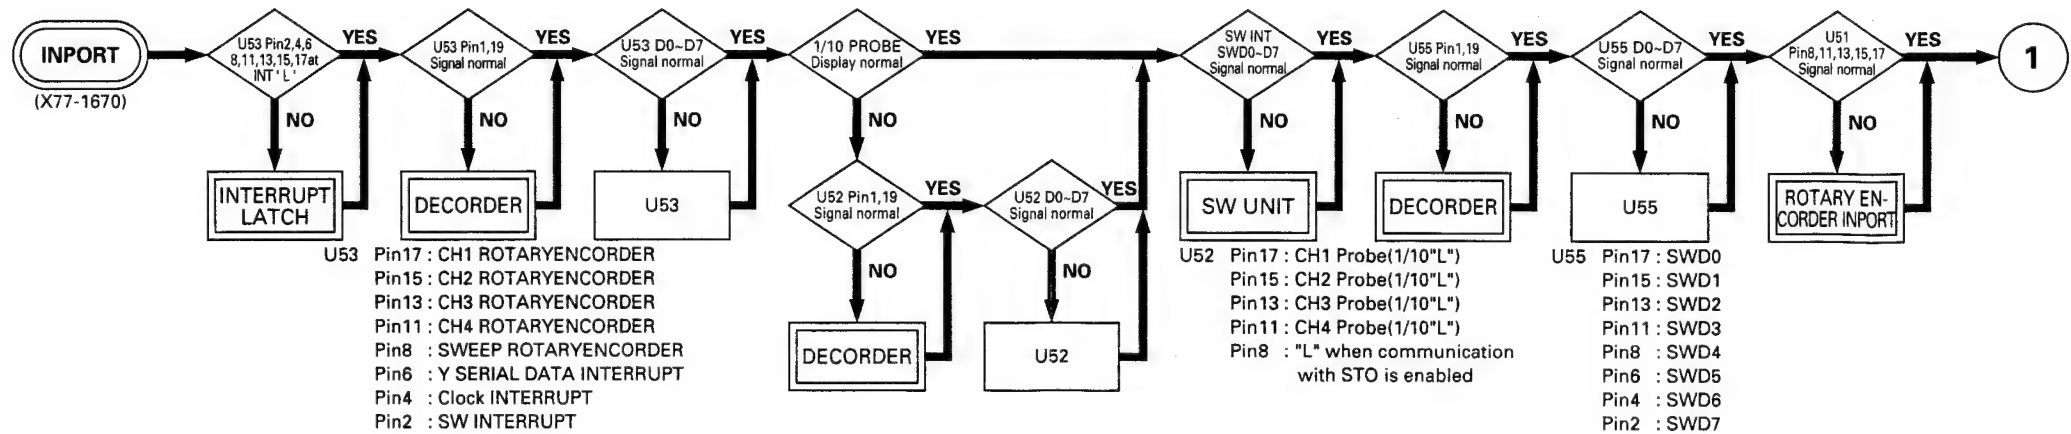 INPORT
(X77-1670)
U53 Pin2,4,6
8,11,13,15,17at
INT ' L '
YES
NO
INTERRUPT
LATCH
U53 Pin1,19
Signal normal
YES
NO
DECORDER
U53 D0~D7
Signal normal
YES
NO
U53
1/10 PROBE
Display normal
YES
NO
U52 Pin1,19
Signal normal
YES
NO
DECORDER
U52 D0~D7
Signal normal
YES
NO
U52
SW INT
SWD0~D7
Signal normal
YES
NO
SW UNIT
U55 Pin1,19
Signal normal
YES
NO
DECORDER
U55 D0~D7
Signal normal
YES
NO
U55
U51
Pin8,11,13,15,17
Signal normal
YES
NO
ROTARY EN-
CORDER INPORT
1
U53 Pin17 : CH1 ROTARYENCORDER
Pin15 : CH2 ROTARYENCORDER
Pin13 : CH3 ROTARYENCORDER
Pin11 : CH4 ROTARYENCORDER
Pin8 : SWEEP ROTARYENCORDER
Pin6 : Y SERIAL DATA INTERRUPT
Pin4 : Clock INTERRUPT
Pin2 : SW INTERRUPT
U52 Pin17 : CH1 Probe(1/10"L")
Pin15 : CH2 Probe(1/10"L")
Pin13 : CH3 Probe(1/10"L")
Pin11 : CH4 Probe(1/10"L")
Pin8 : "L" when communication
with STO is enabled
U55 Pin17 : SWD0
Pin15 : SWD1
Pin13 : SWD2
Pin11 : SWD3
Pin8 : SWD4
Pin6 : SWD5
Pin4 : SWD6
Pin2 : SWD7